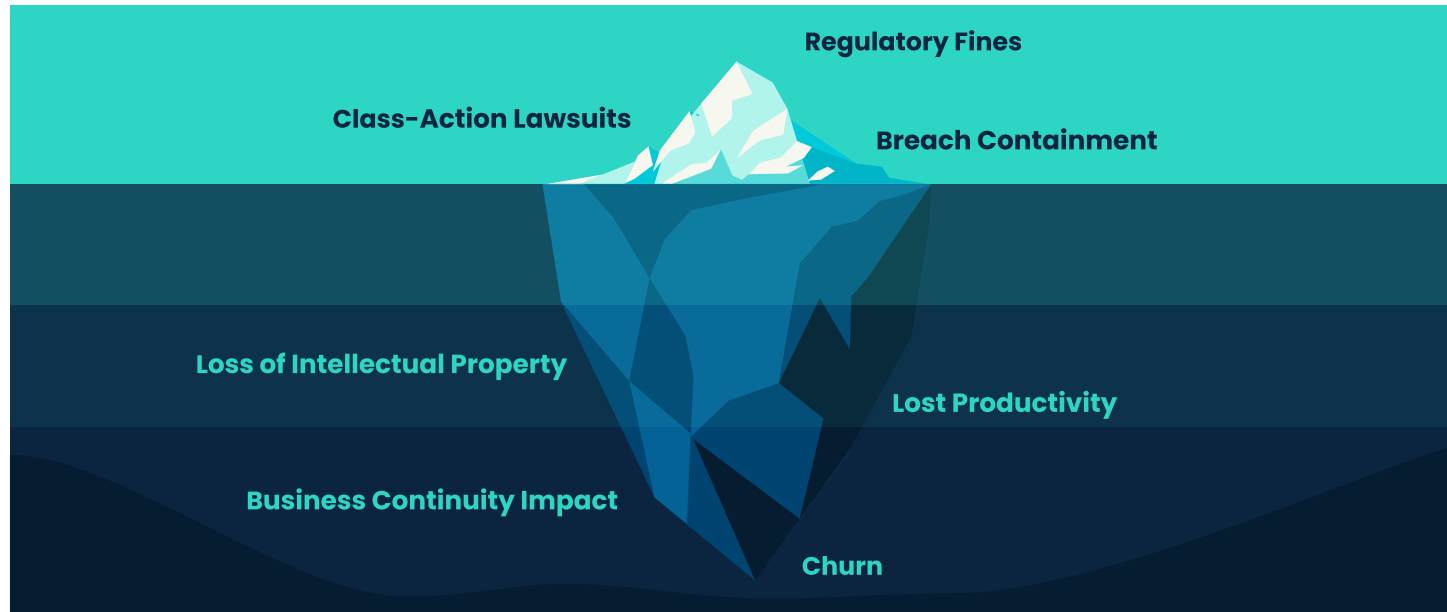 Regulatory Fines
Class-Action Lawsuits
Breach Containment
Loss of Intellectual Property
Lost Productivity
Business Continuity Impact
Churn